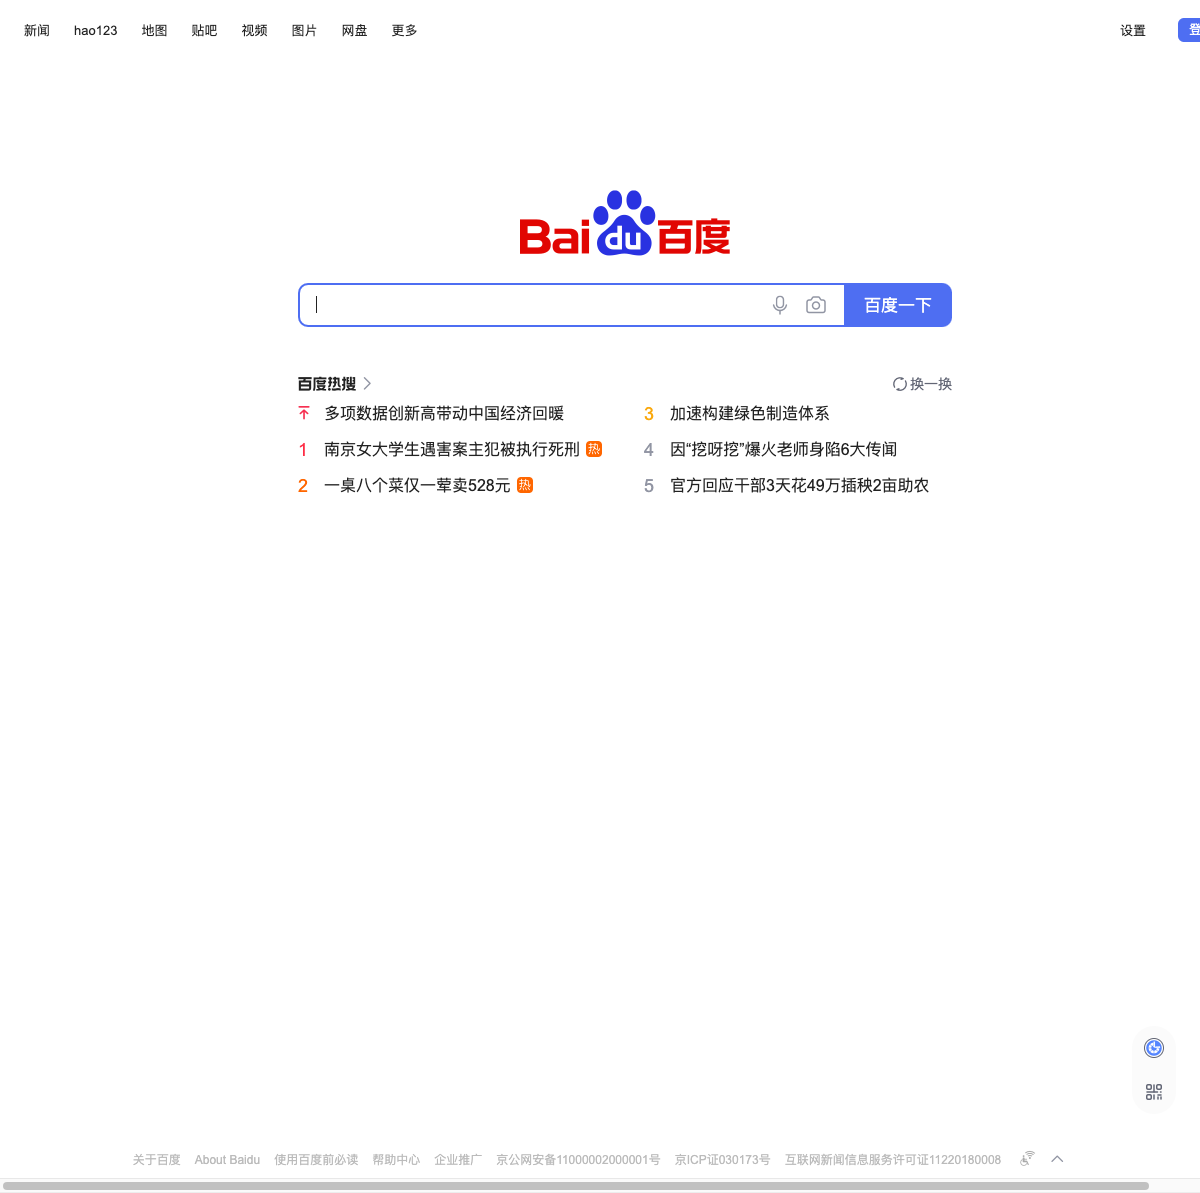 新闻 hao123 地图 贴吧 视频 图片 网盘 更多 设置
Bai du 百度
百度一下
百度热搜 换一换
多项数据创新高带动中国经济回暖
1 南京女大学生遇害案主犯被执行死刑 热
2 一桌八个菜仅一荤卖528元 热
3 加速构建绿色制造体系
4 因“挖呀挖”爆火老师身陷6大传闻
5 官方回应干部3天花49万插秧2亩助农
关于百度 About Baidu 使用百度前必读 帮助中心 企业推广 京公网安备11000002000001号 京ICP证030173号 互联网新闻信息服务许可证11220180008